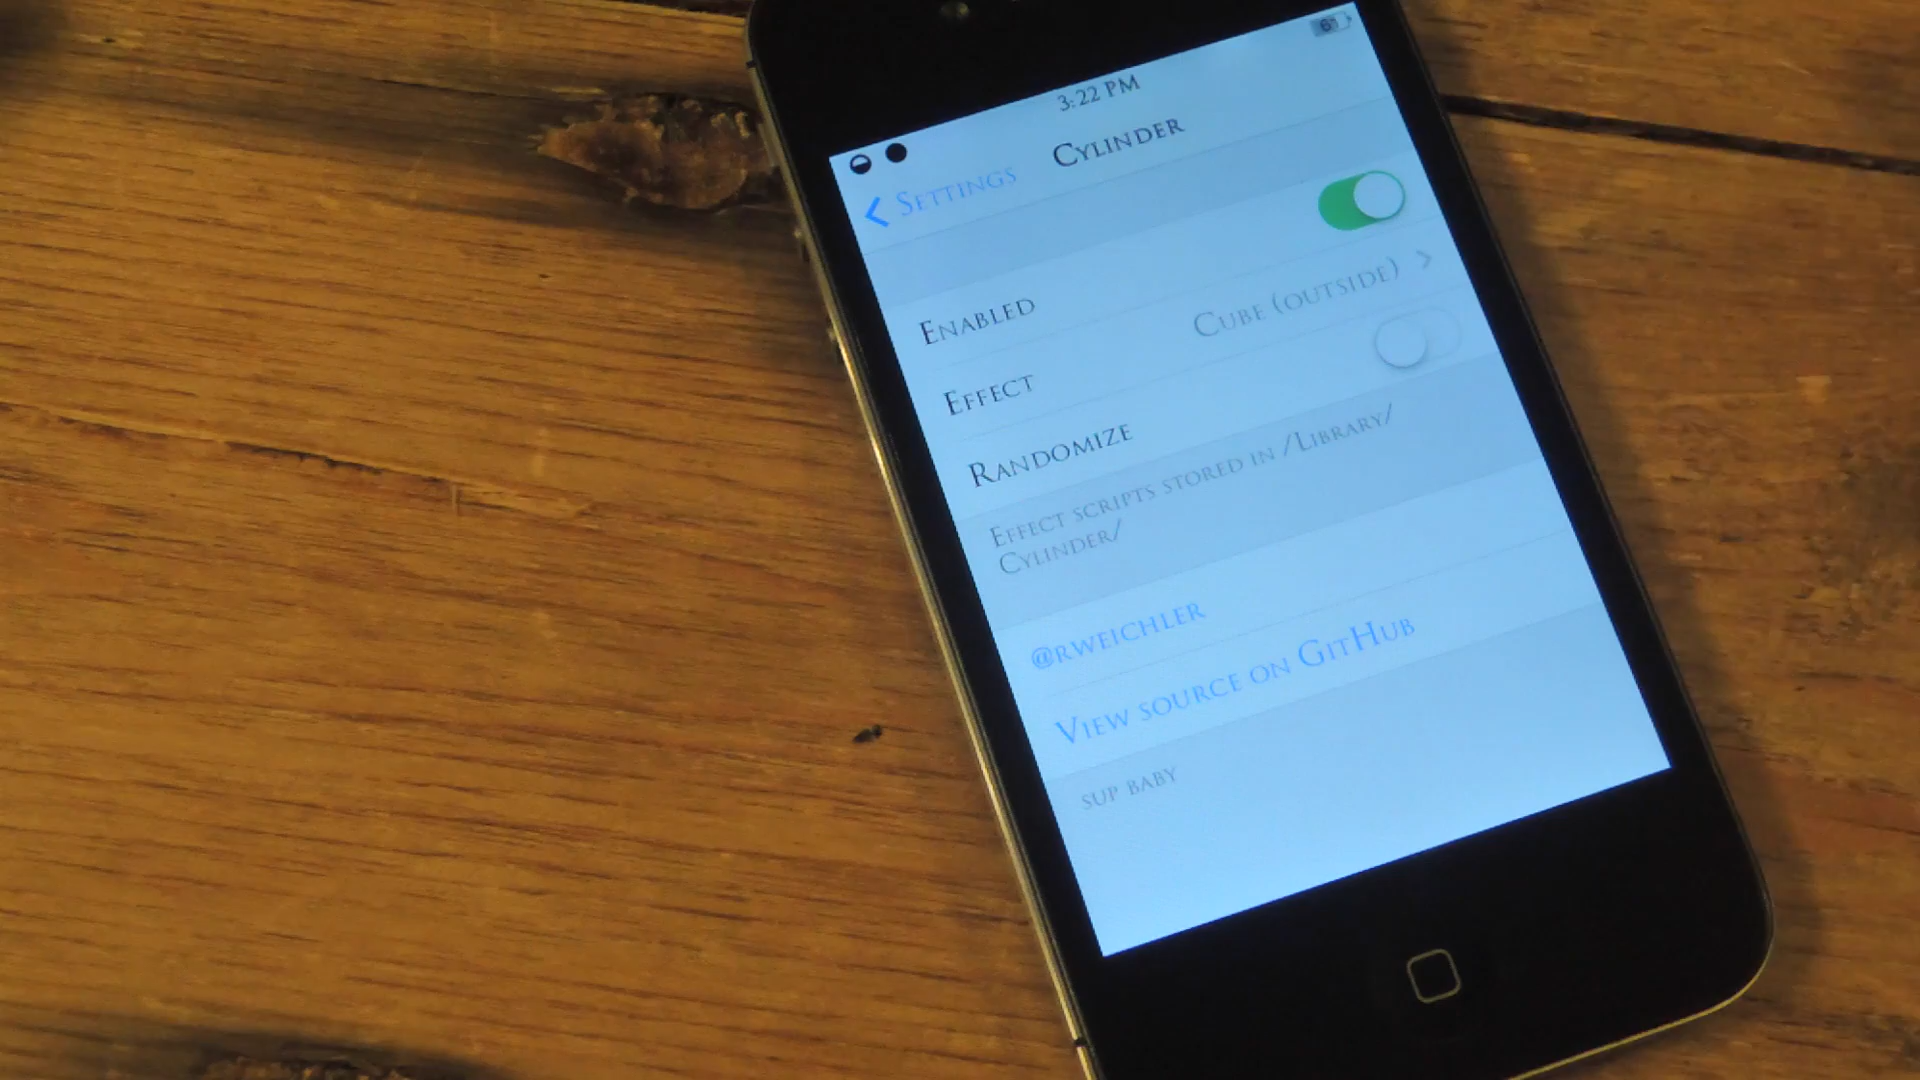 61
3:22 PM
Settings
Cylinder
Enabled
Effect
Cube (outside)
Randomize
Effect scripts stored in /Library/
Cylinder/
@rweichler
View source on GitHub
sup baby